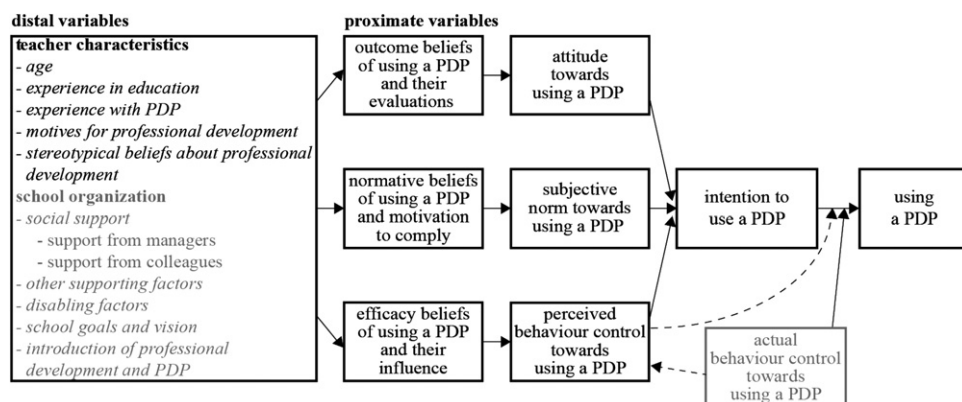 distal variables
teacher characteristics
- age
- experience in education
- experience with PDP
- motives for professional development
- stereotypical beliefs about professional
development
school organization
- social support
- support from managers
- support from colleagues
- other supporting factors
- disabling factors
- school goals and vision
- introduction of professional
development and PDP
proximate variables
outcome beliefs
of using a PDP
and their
evaluations
attitude
towards
using a PDP
normative beliefs
of using a PDP
and motivation
to comply
subjective
norm towards
using a PDP
efficacy beliefs
of using a PDP
and their
influence
perceived
behaviour control
towards
using a PDP
intention to
use a PDP
using
a PDP
actual
behaviour control
towards
using a PDP